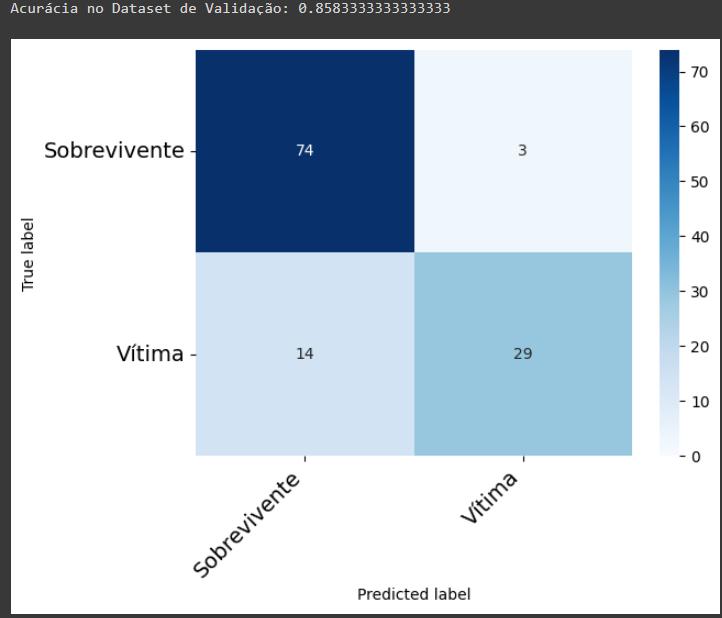 Acurácia no Dataset de Validação: 0.8583333333333333
Sobrevivente
74
3
Vítima
14
29
True label
Sobrevivente
Vítima
Predicted label
70
60
50
40
30
20
10
0